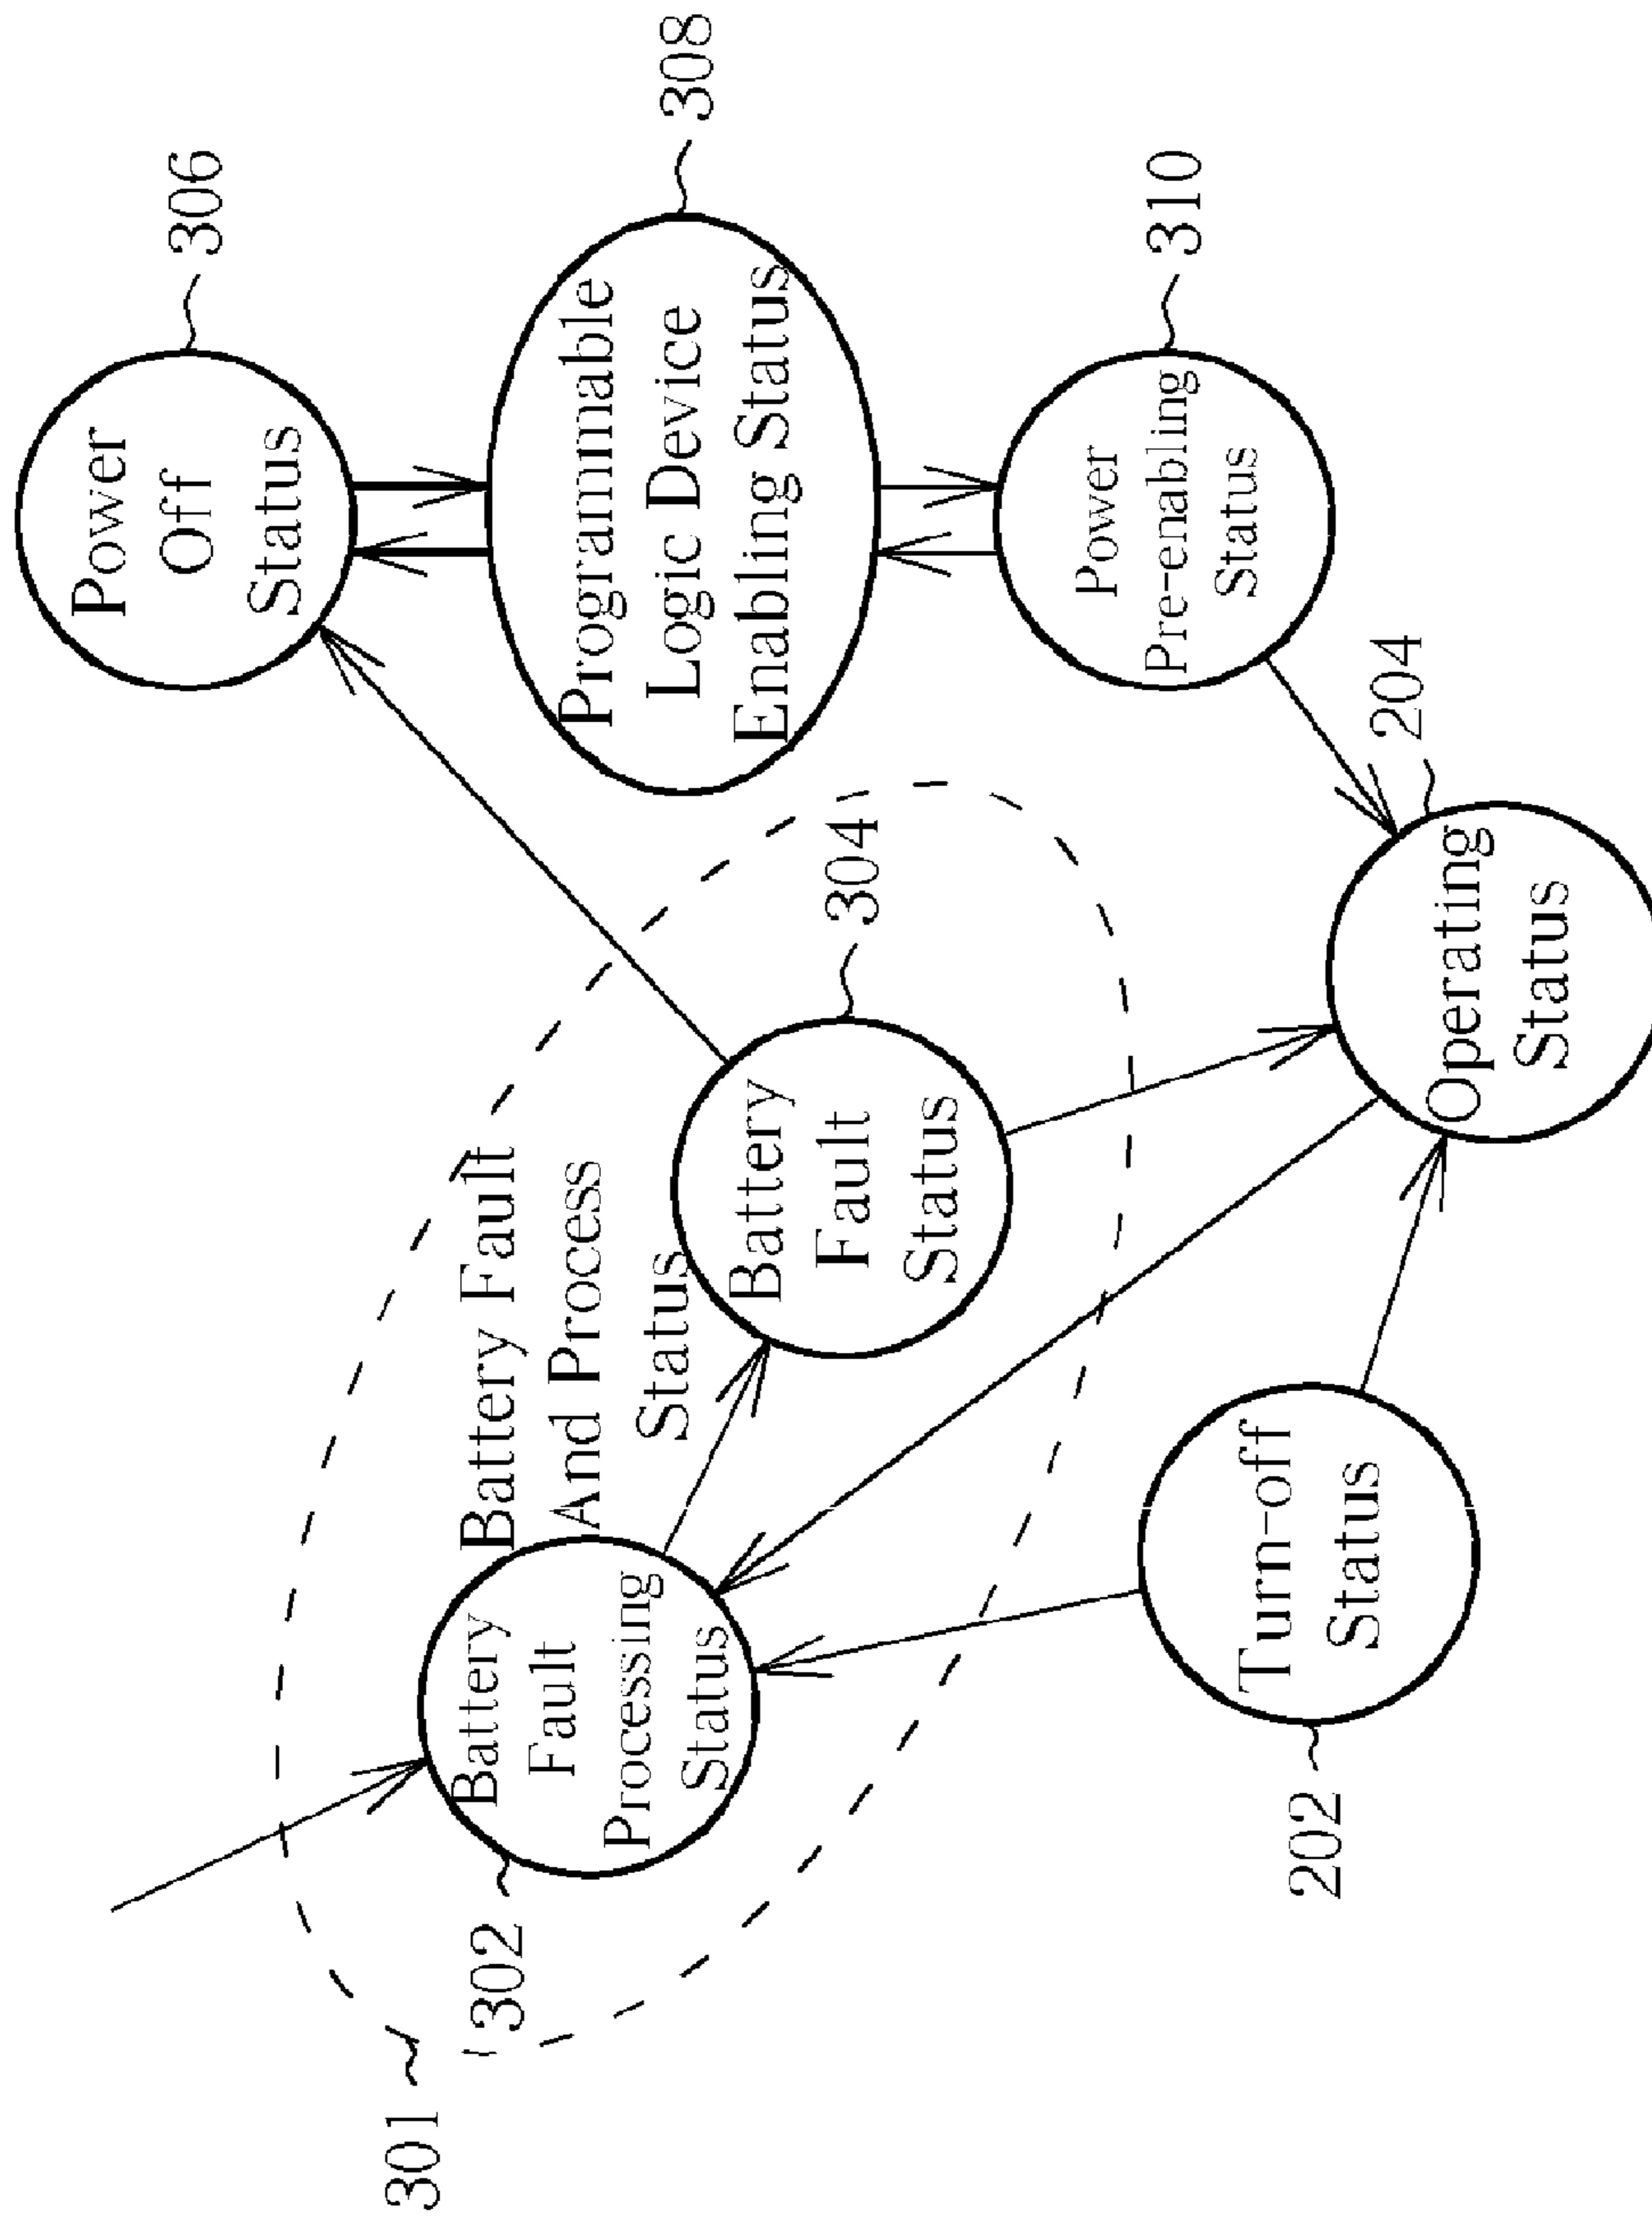 301
302
Battery
Fault
Processing
Status
Battery Fault
And Process
Status
Battery
Fault
Status
304
Power
Off
Status
306
Programmable
Logic Device
Enabling Status
308
Power
Pre-enabling
Status
310
Turn-off
Status
202
Operating
Status
204